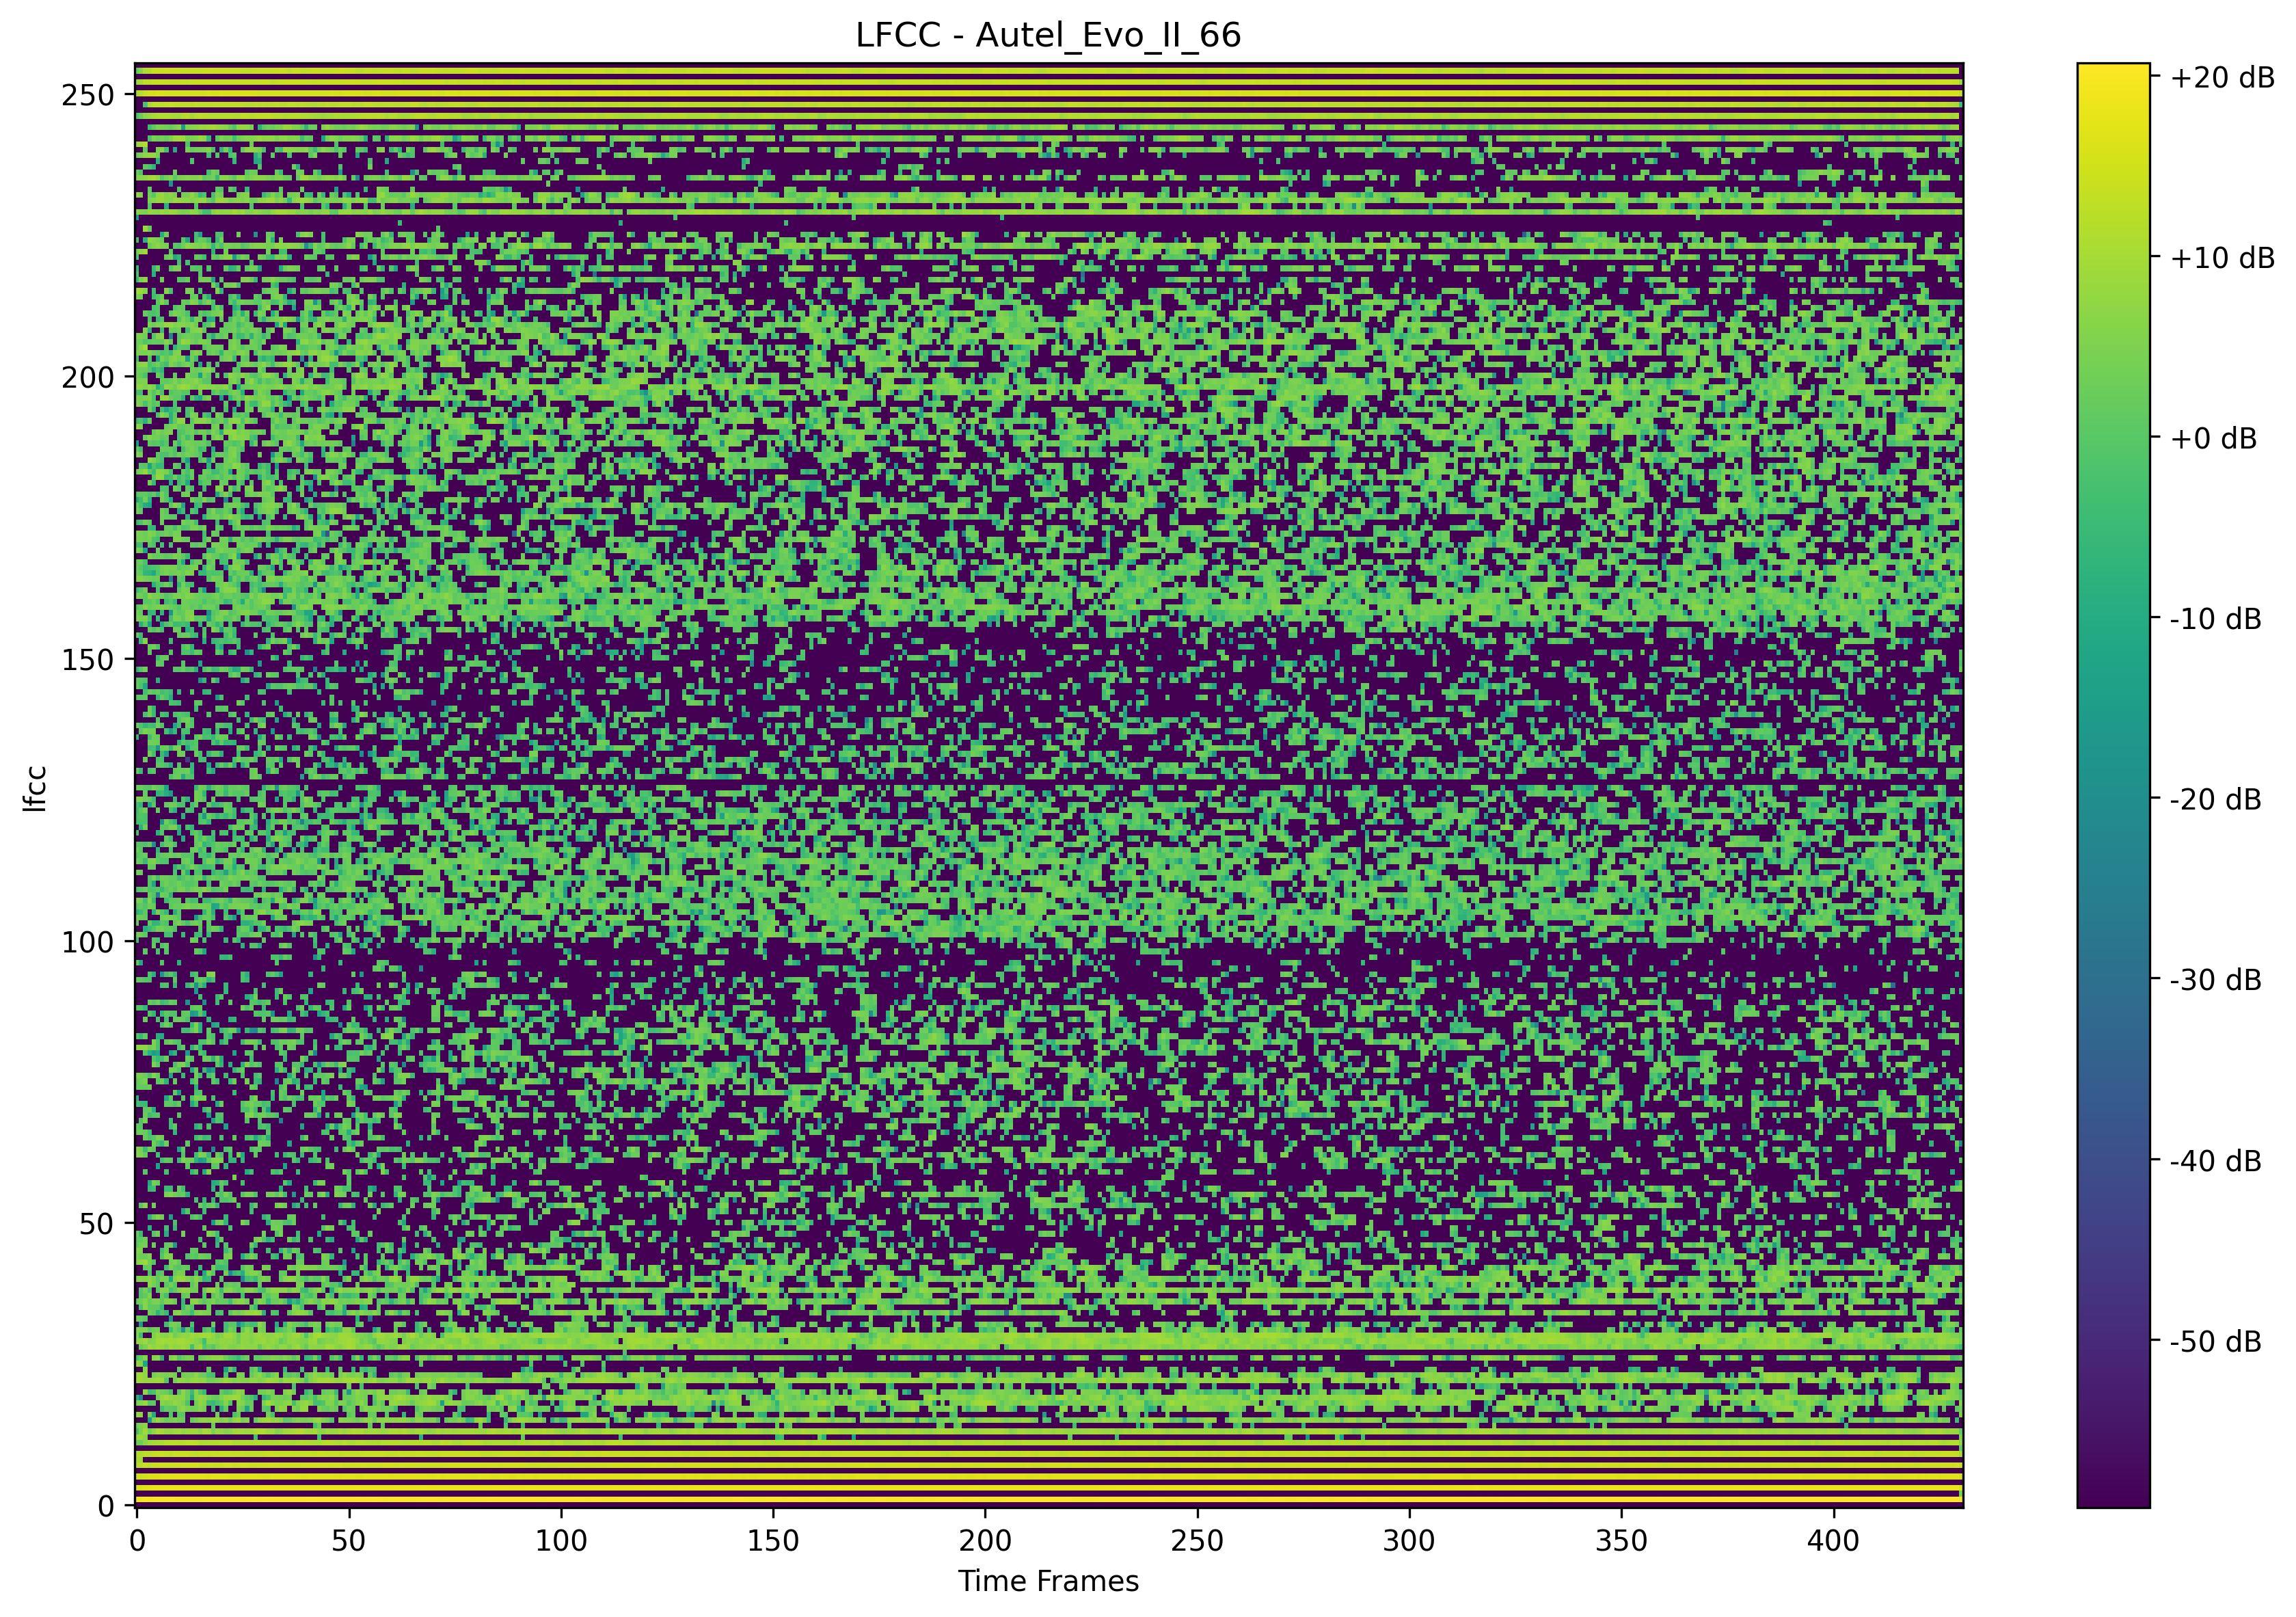 LFCC - Autel_Evo_II_66
250
200
150
100
50
0
lfcc
0 50 100 150 200 250 300 350 400
Time Frames
+20 dB
+10 dB
+0 dB
-10 dB
-20 dB
-30 dB
-40 dB
-50 dB